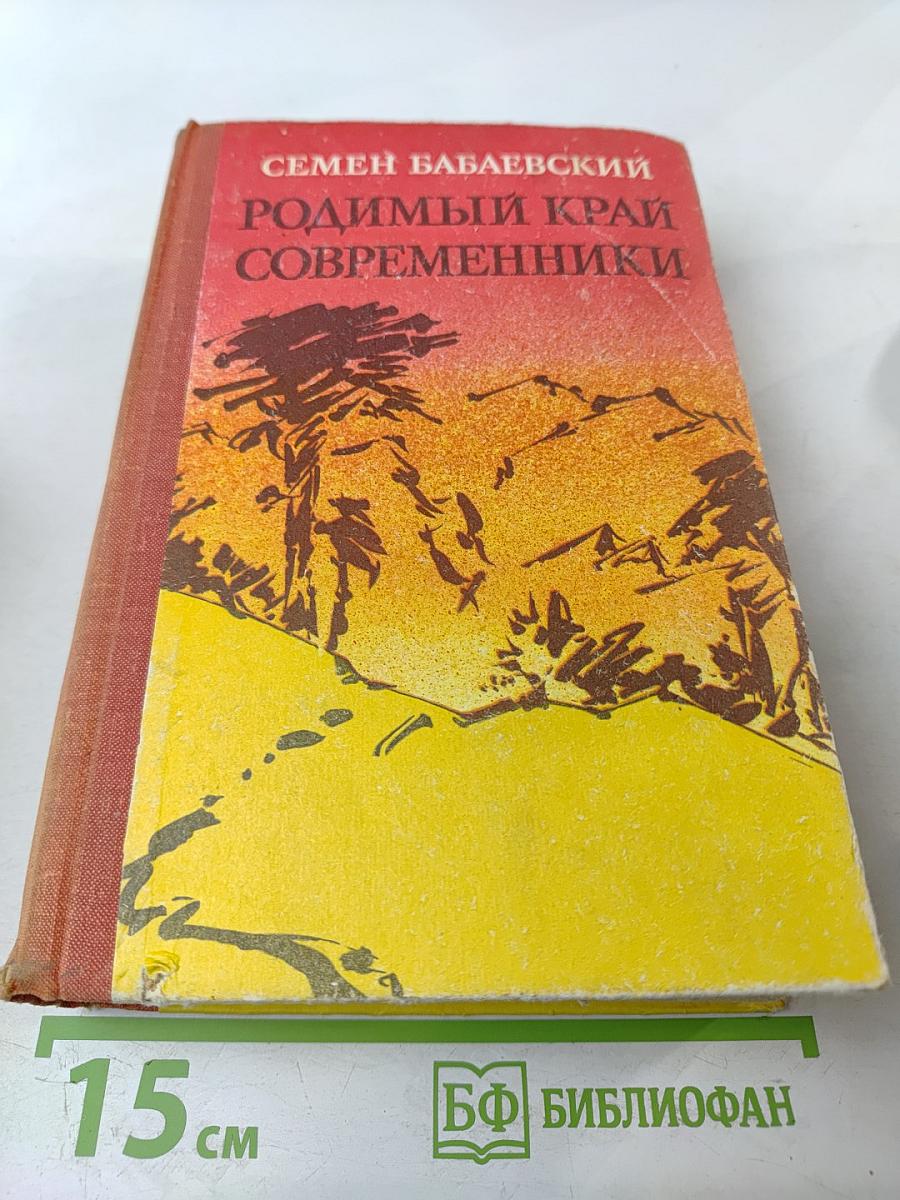 СЕМЕН БАБАЕВСКИЙ
РОДИМЫЙ КРАЙ
СОВРЕМЕННИКИ
15 см
БФ БИБЛИОФАН